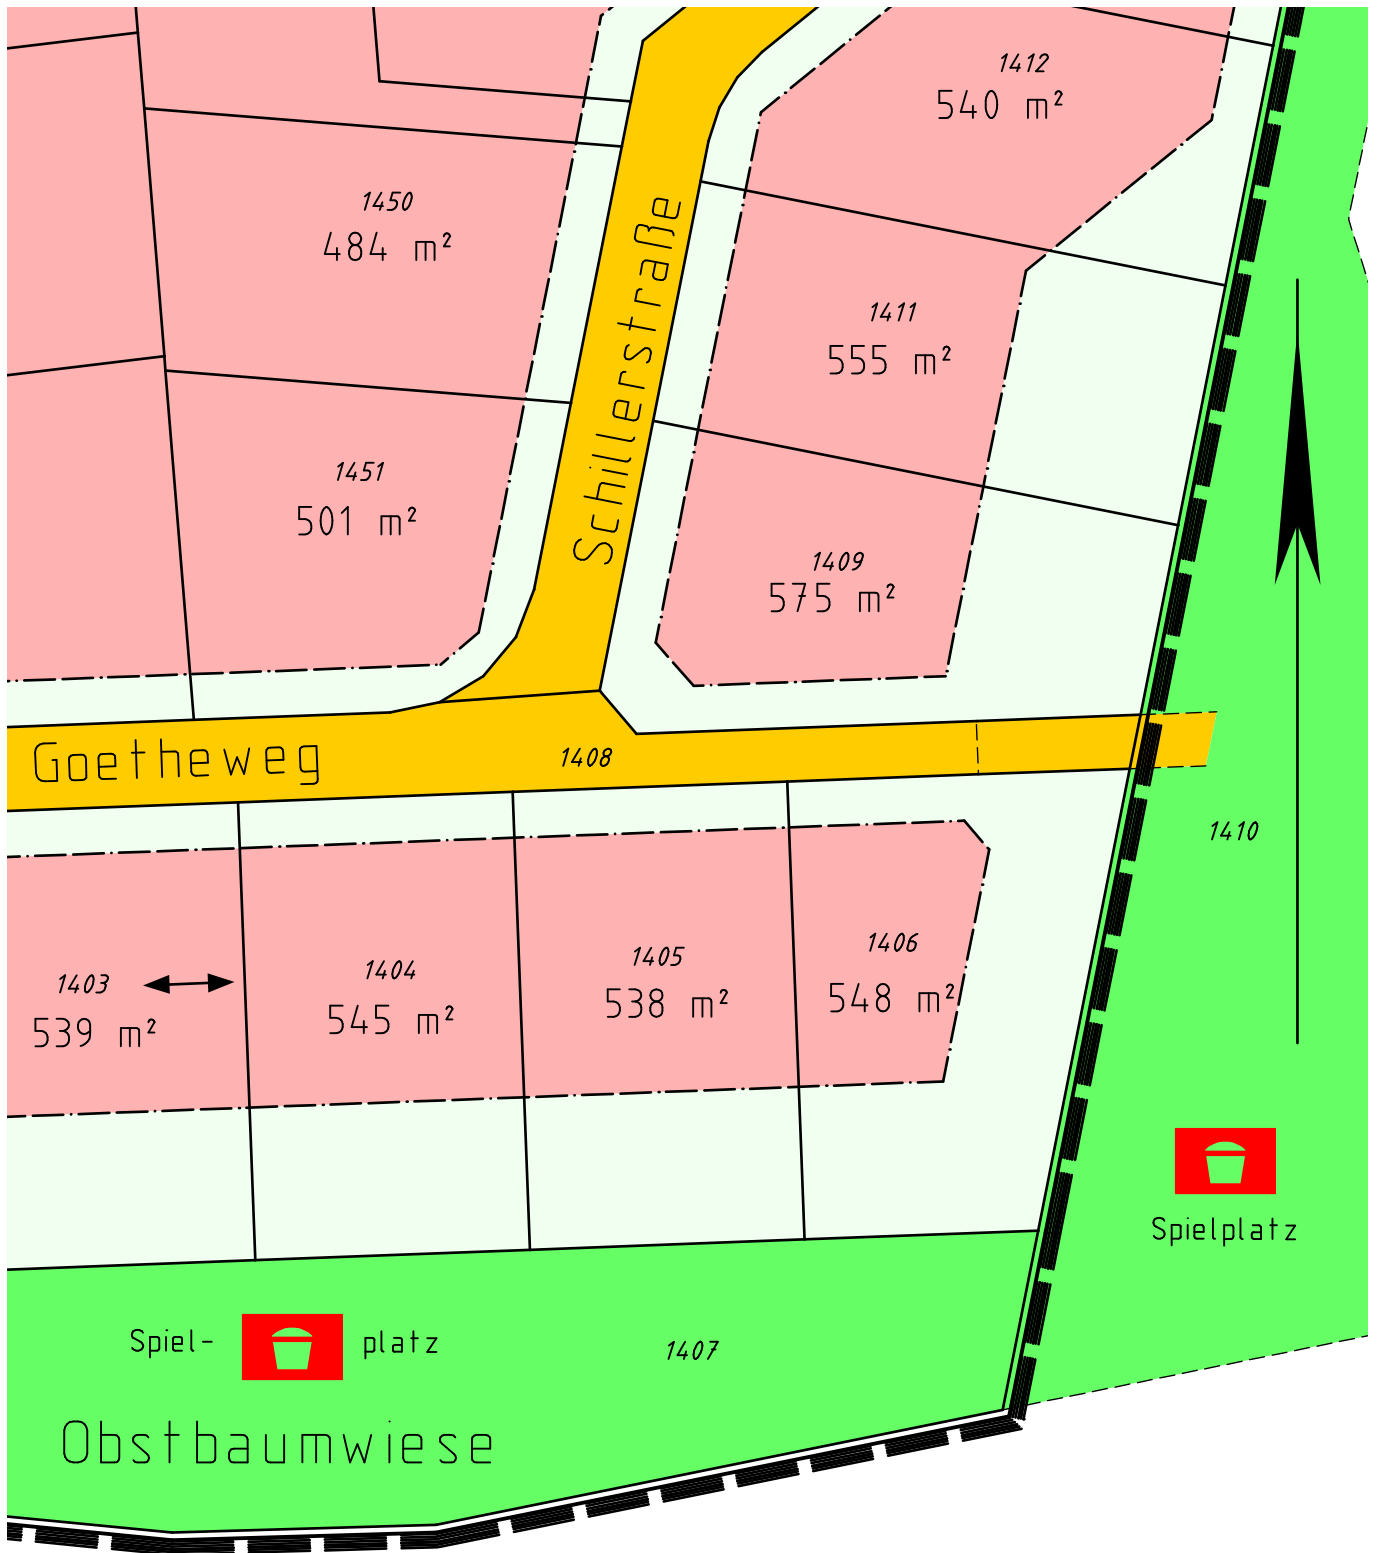 1412
540 m²
1450
484 m²
Schillerstraße
1411
555 m²
1451
501 m²
1409
575 m²
Goetheweg
1408
1410
1403
539 m²
1404
545 m²
1405
538 m²
1406
548 m²
Spielplatz
Spiel- platz
1407
Obstbaumwiese